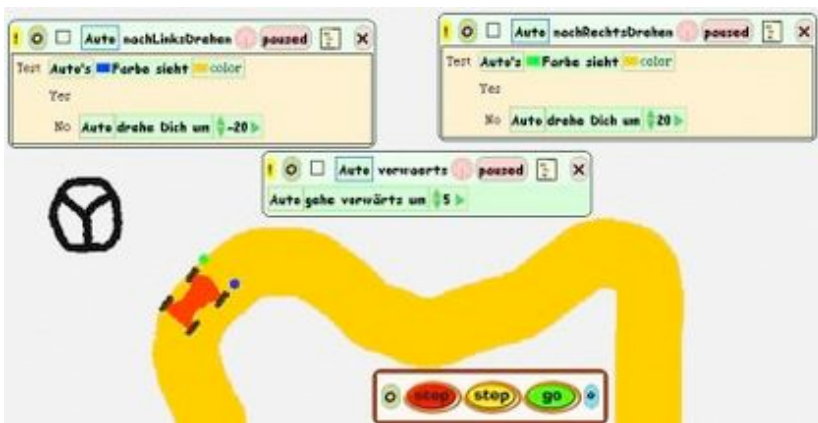 ! Auto nachLinksDrehen paused
Test Auto's Farbe sieht color
Yes
No Auto drehe Dich um -20
! Auto nachRechtsDrehen paused
Test Auto's Farbe sieht color
Yes
No Auto drehe Dich um 20
! Auto vorwaerts paused
Auto gehe vorwärts um 5
stop step go